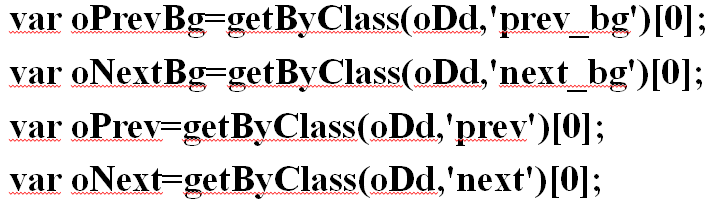 var oPrevBg=getByClass(oDd,'prev_bg')[0];
var oNextBg=getByClass(oDd,'next_bg')[0];
var oPrev=getByClass(oDd,'prev')[0];
var oNext=getByClass(oDd,'next')[0];